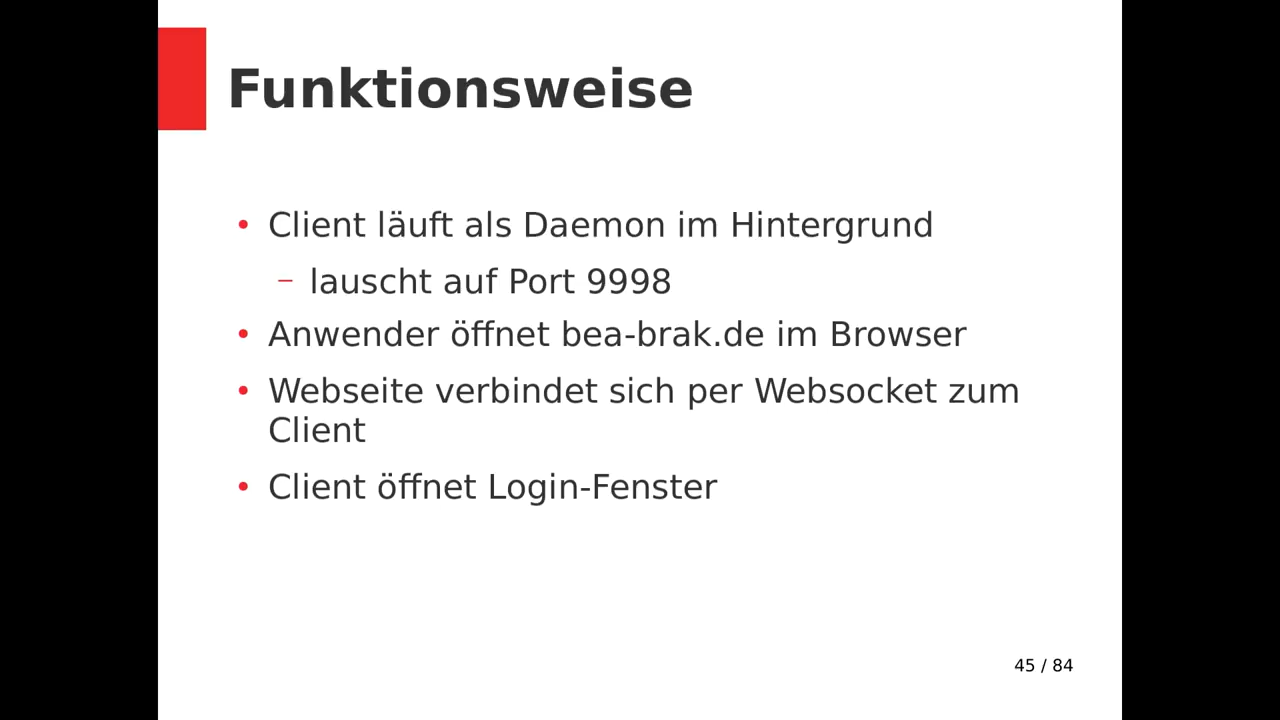 Funktionsweise
• Client läuft als Daemon im Hintergrund
– lauscht auf Port 9998
• Anwender öffnet bea-brak.de im Browser
• Webseite verbindet sich per Websocket zum
Client
• Client öffnet Login-Fenster
45 / 84